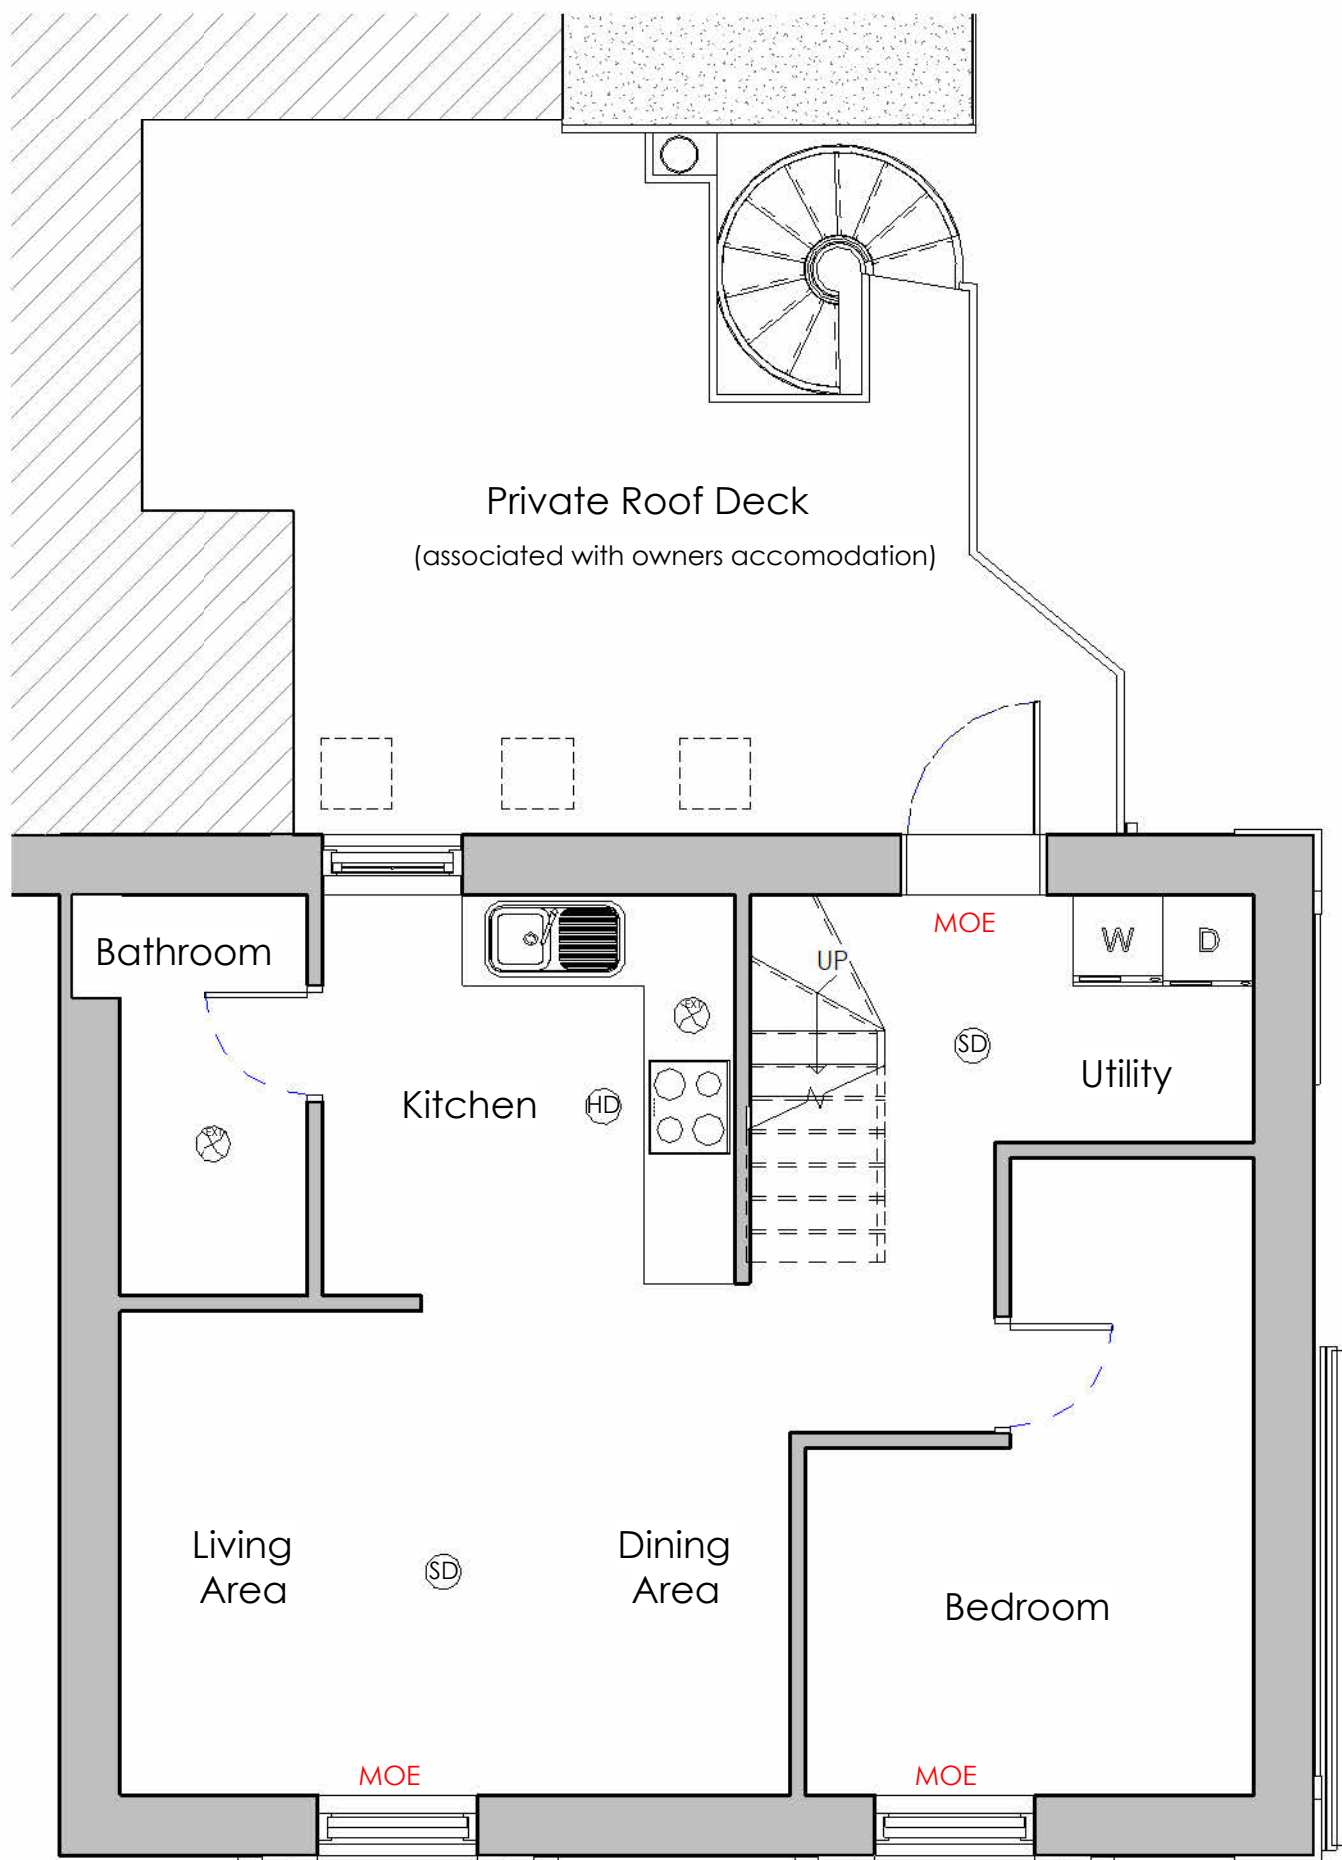 Private Roof Deck
(associated with owners accomodation)
MOE
W
D
Bathroom
UP
EXT
SD
Utility
Kitchen
HD
EXT
Living
Area
SD
Dining
Area
Bedroom
MOE
MOE